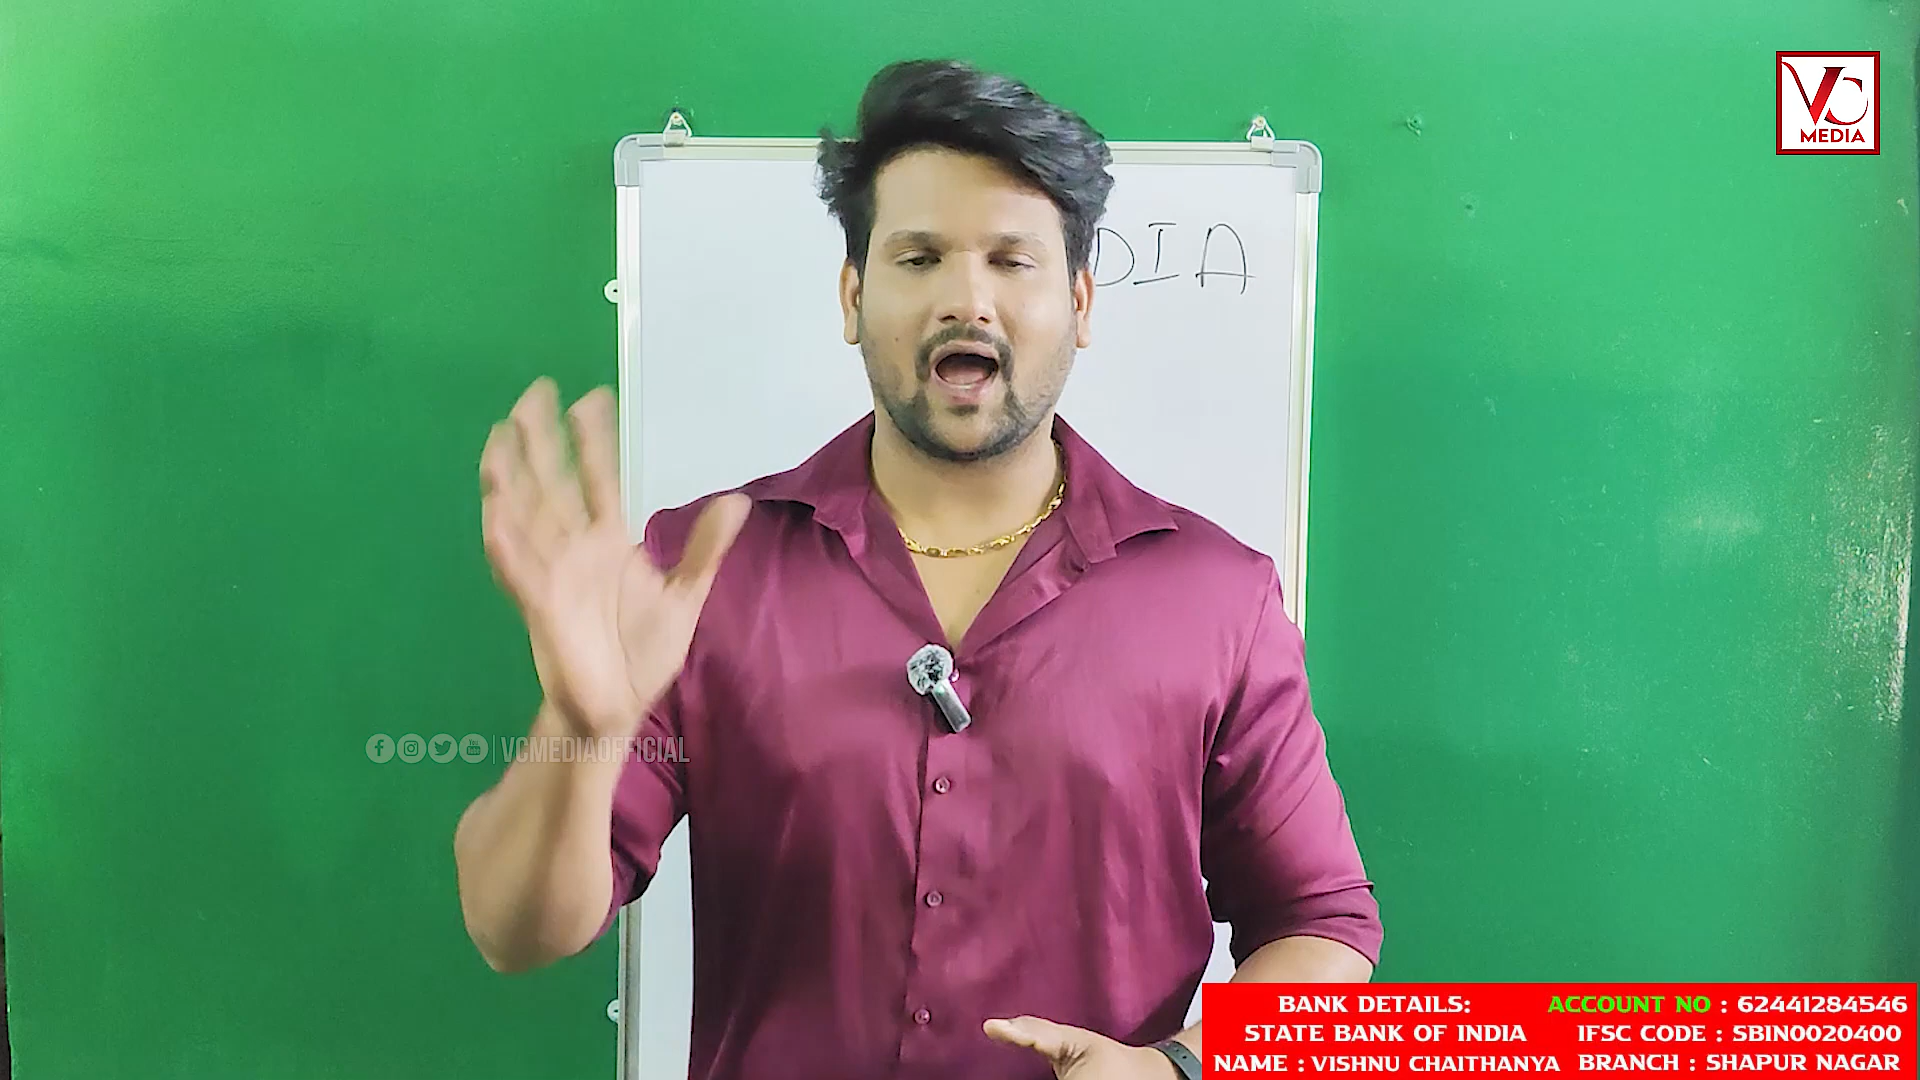 VC
MEDIA
DIA
VCMEDIAOFFICIAL
BANK DETAILS: ACCOUNT NO : 62441284546
STATE BANK OF INDIA IFSC CODE : SBIN0020400
NAME : VISHNU CHAITHANYA BRANCH : SHAPUR NAGAR